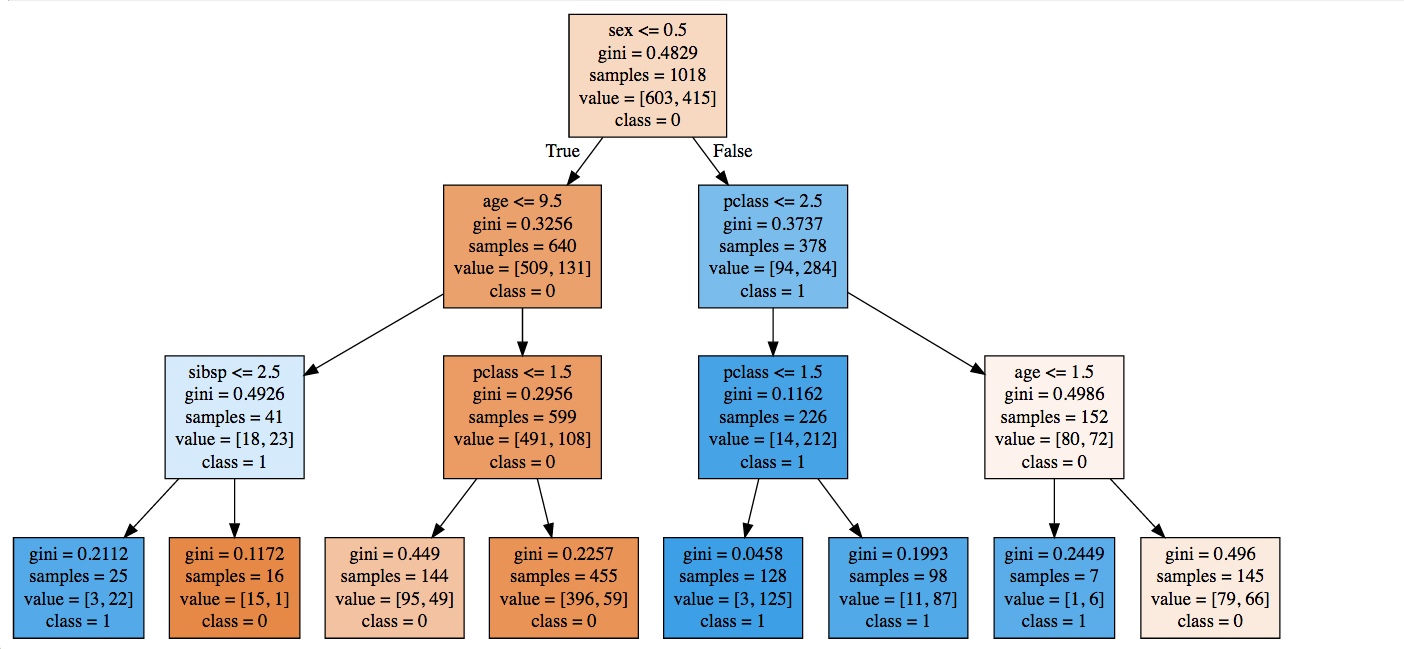 sex <= 0.5
gini = 0.4829
samples = 1018
value = [603, 415]
class = 0
True
False
age <= 9.5
gini = 0.3256
samples = 640
value = [509, 131]
class = 0
pclass <= 2.5
gini = 0.3737
samples = 378
value = [94, 284]
class = 1
sibsp <= 2.5
gini = 0.4926
samples = 41
value = [18, 23]
class = 1
pclass <= 1.5
gini = 0.2956
samples = 599
value = [491, 108]
class = 0
pclass <= 1.5
gini = 0.1162
samples = 226
value = [14, 212]
class = 1
age <= 1.5
gini = 0.4986
samples = 152
value = [80, 72]
class = 0
gini = 0.2112
samples = 25
value = [3, 22]
class = 1
gini = 0.1172
samples = 16
value = [15, 1]
class = 0
gini = 0.449
samples = 144
value = [95, 49]
class = 0
gini = 0.2257
samples = 455
value = [396, 59]
class = 0
gini = 0.0458
samples = 128
value = [3, 125]
class = 1
gini = 0.1993
samples = 98
value = [11, 87]
class = 1
gini = 0.2449
samples = 7
value = [1, 6]
class = 1
gini = 0.496
samples = 145
value = [79, 66]
class = 0